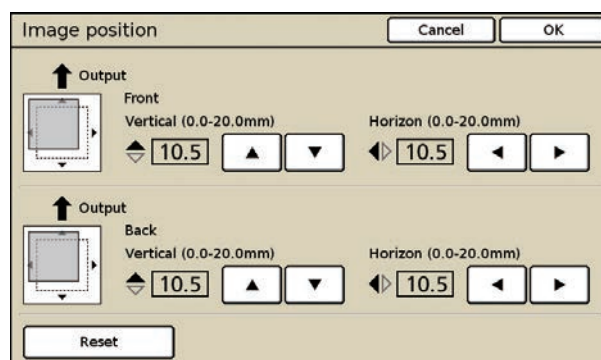 Image position Cancel OK
Output
Front
Vertical (0.0-20.0mm) Horizon (0.0-20.0mm)
10.5 10.5
Output
Back
Vertical (0.0-20.0mm) Horizon (0.0-20.0mm)
10.5 10.5
Reset